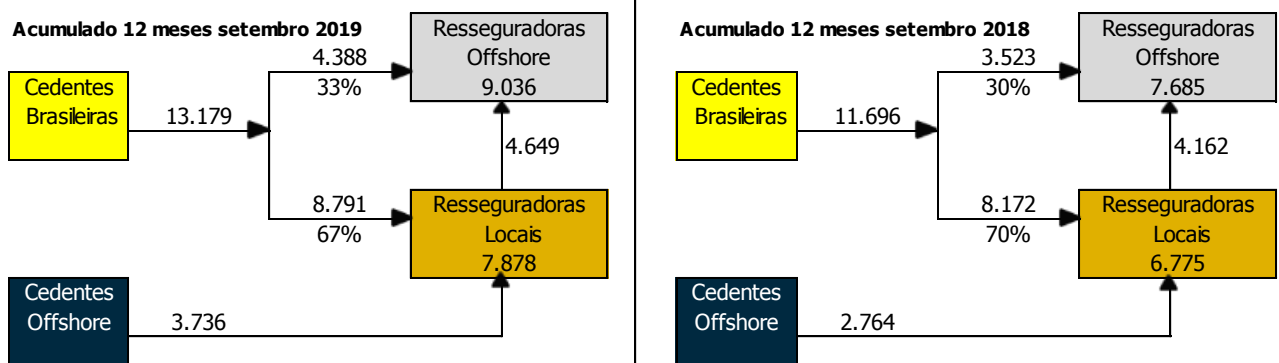 Acumulado 12 meses setembro 2019
Cedentes
Brasileiras
13.179
4.388
33%
Resseguradoras
Offshore
9.036
4.649
8.791
67%
Resseguradoras
Locais
7.878
Cedentes
Offshore
3.736
Acumulado 12 meses setembro 2018
Cedentes
Brasileiras
11.696
3.523
30%
Resseguradoras
Offshore
7.685
4.162
8.172
70%
Resseguradoras
Locais
6.775
Cedentes
Offshore
2.764